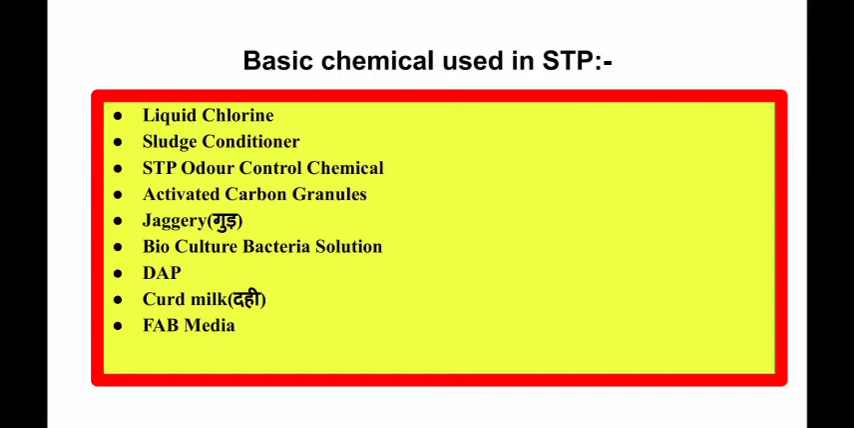 Basic chemical used in STP:-
● Liquid Chlorine
● Sludge Conditioner
● STP Odour Control Chemical
● Activated Carbon Granules
● Jaggery(गुड़)
● Bio Culture Bacteria Solution
● DAP
● Curd milk(दही)
● FAB Media